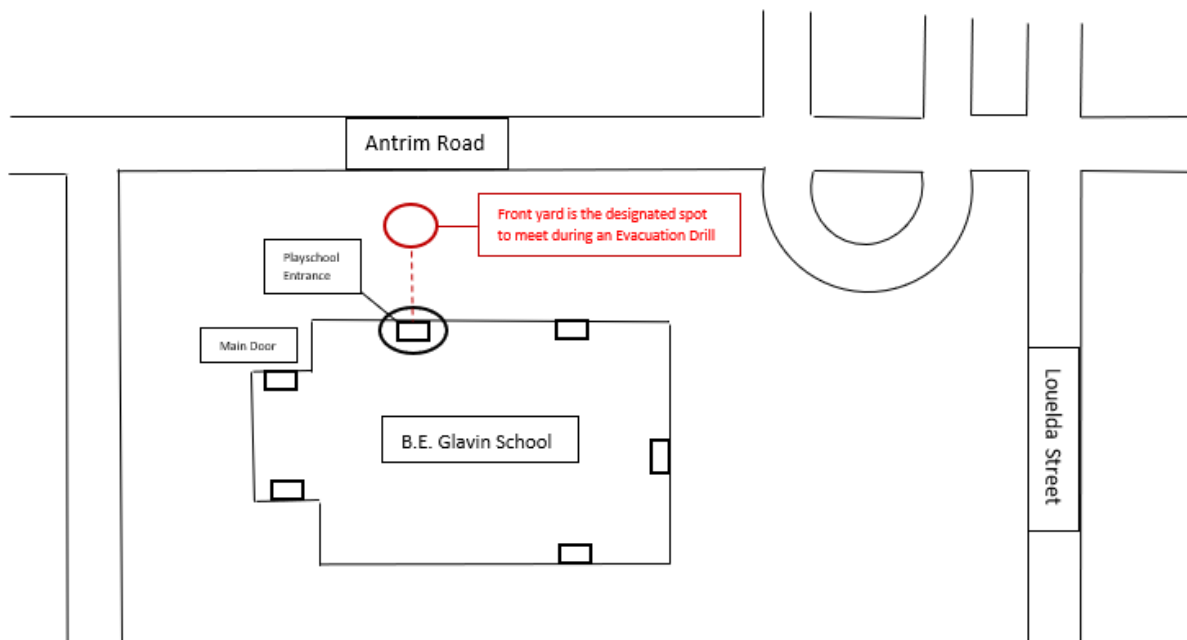 Antrim Road
Front yard is the designated spot
to meet during an Evacuation Drill
Playschool
Entrance
Main Door
B.E. Glavin School
Louelda Street